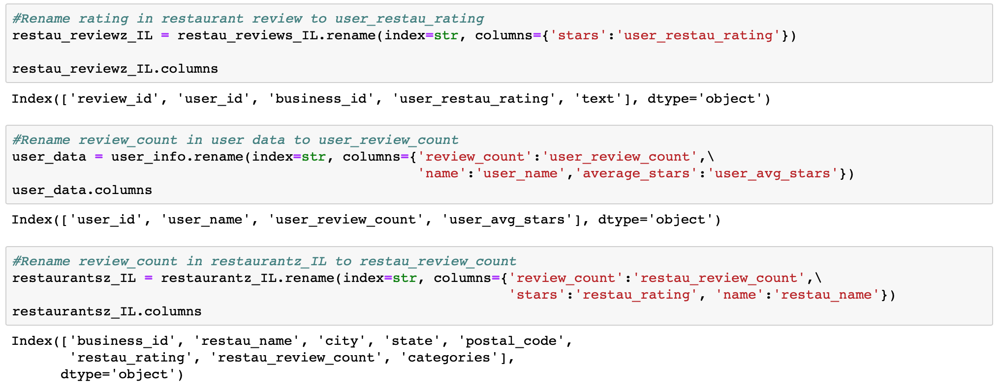 #Rename rating in restaurant review to user_restau_rating
restau_reviewz_IL = restau_reviews_IL.rename(index=str, columns={'stars':'user_restau_rating'})
restau_reviewz_IL.columns
Index(['review_id', 'user_id', 'business_id', 'user_restau_rating', 'text'], dtype='object')
#Rename review_count in user data to user_review_count
user_data = user_info.rename(index=str, columns={'review_count':'user_review_count',\
'name':'user_name','average_stars':'user_avg_stars'})
user_data.columns
Index(['user_id', 'user_name', 'user_review_count', 'user_avg_stars'], dtype='object')
#Rename review_count in restaurantz_IL to restau_review_count
restaurantsz_IL = restaurantz_IL.rename(index=str, columns={'review_count':'restau_review_count',\
'stars':'restau_rating', 'name':'restau_name'})
restaurantsz_IL.columns
Index(['business_id', 'restau_name', 'city', 'state', 'postal_code',
'restau_rating', 'restau_review_count', 'categories'],
dtype='object')